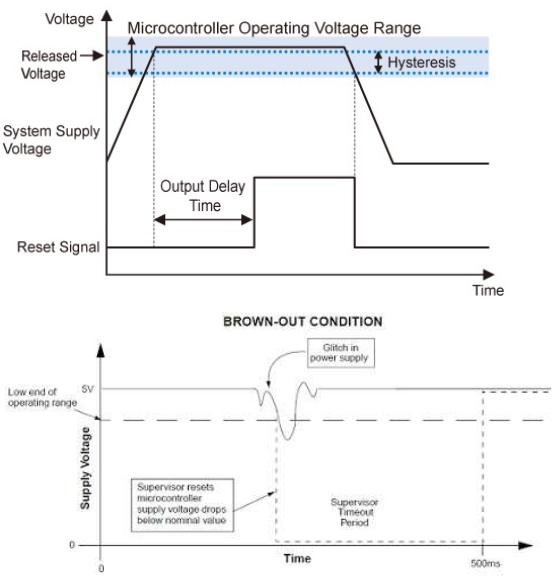 Voltage
Microcontroller Operating Voltage Range
Released
Voltage
Hysteresis
System Supply
Voltage
Output Delay
Time
Reset Signal
Time
BROWN-OUT CONDITION
Glitch in
power supply
5V
Low end of
operating range
Supply Voltage
Supervisor resets
microcontroller
supply voltage drops
below nominal value
Supervisor
Timeout
Period
0
0
Time
500ms